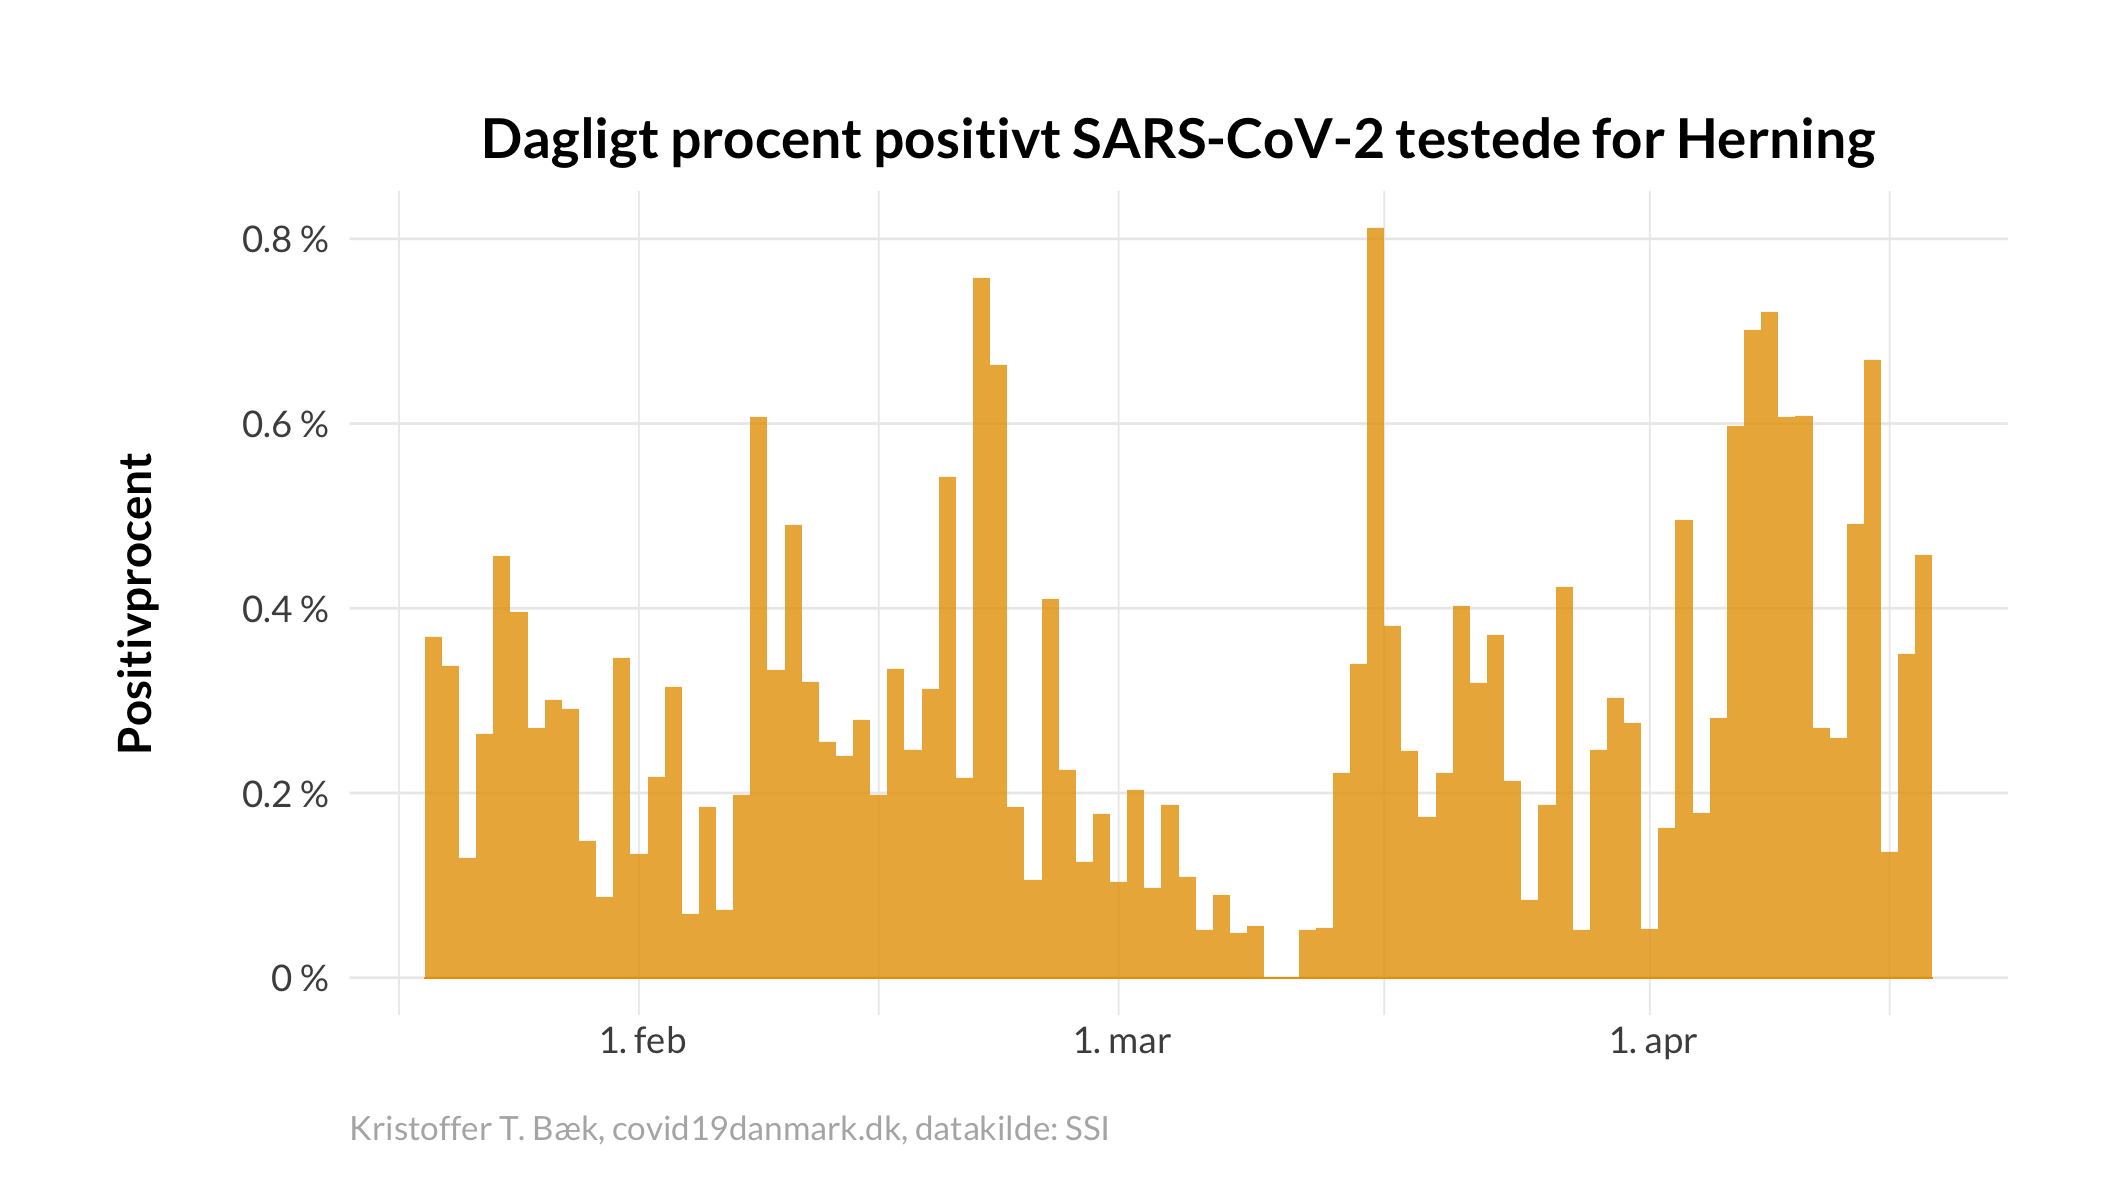 Dagligt procent positivt SARS-CoV-2 testede for Herning
Positivprocent
0.8 %
0.6 %
0.4 %
0.2 %
0 %
1. feb
1. mar
1. apr
Kristoffer T. Bæk, covid19danmark.dk, datakilde: SSI